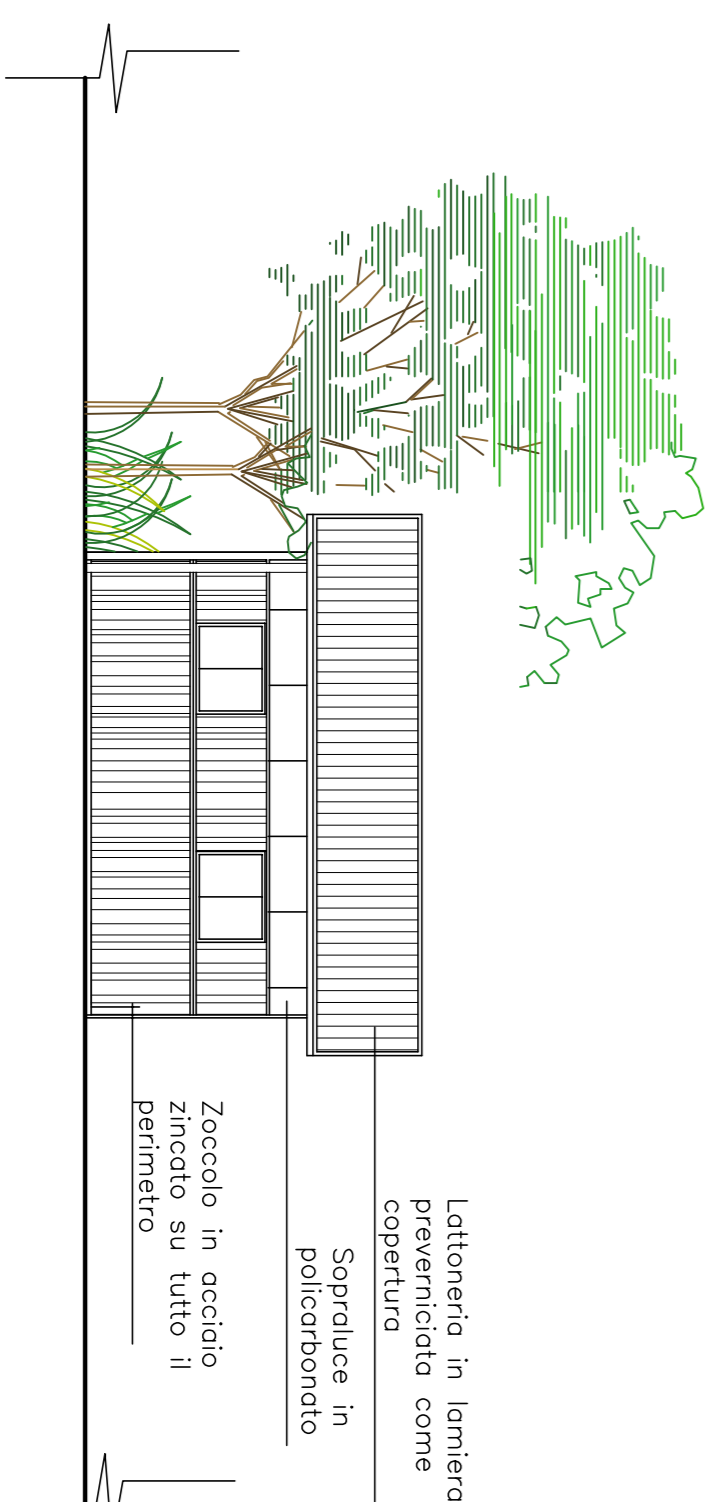 Lattoneria in lamiera
preverniciata come
copertura
Sopraluce in
policarbonato
Zoccolo in acciaio
zincato su tutto il
perimetro